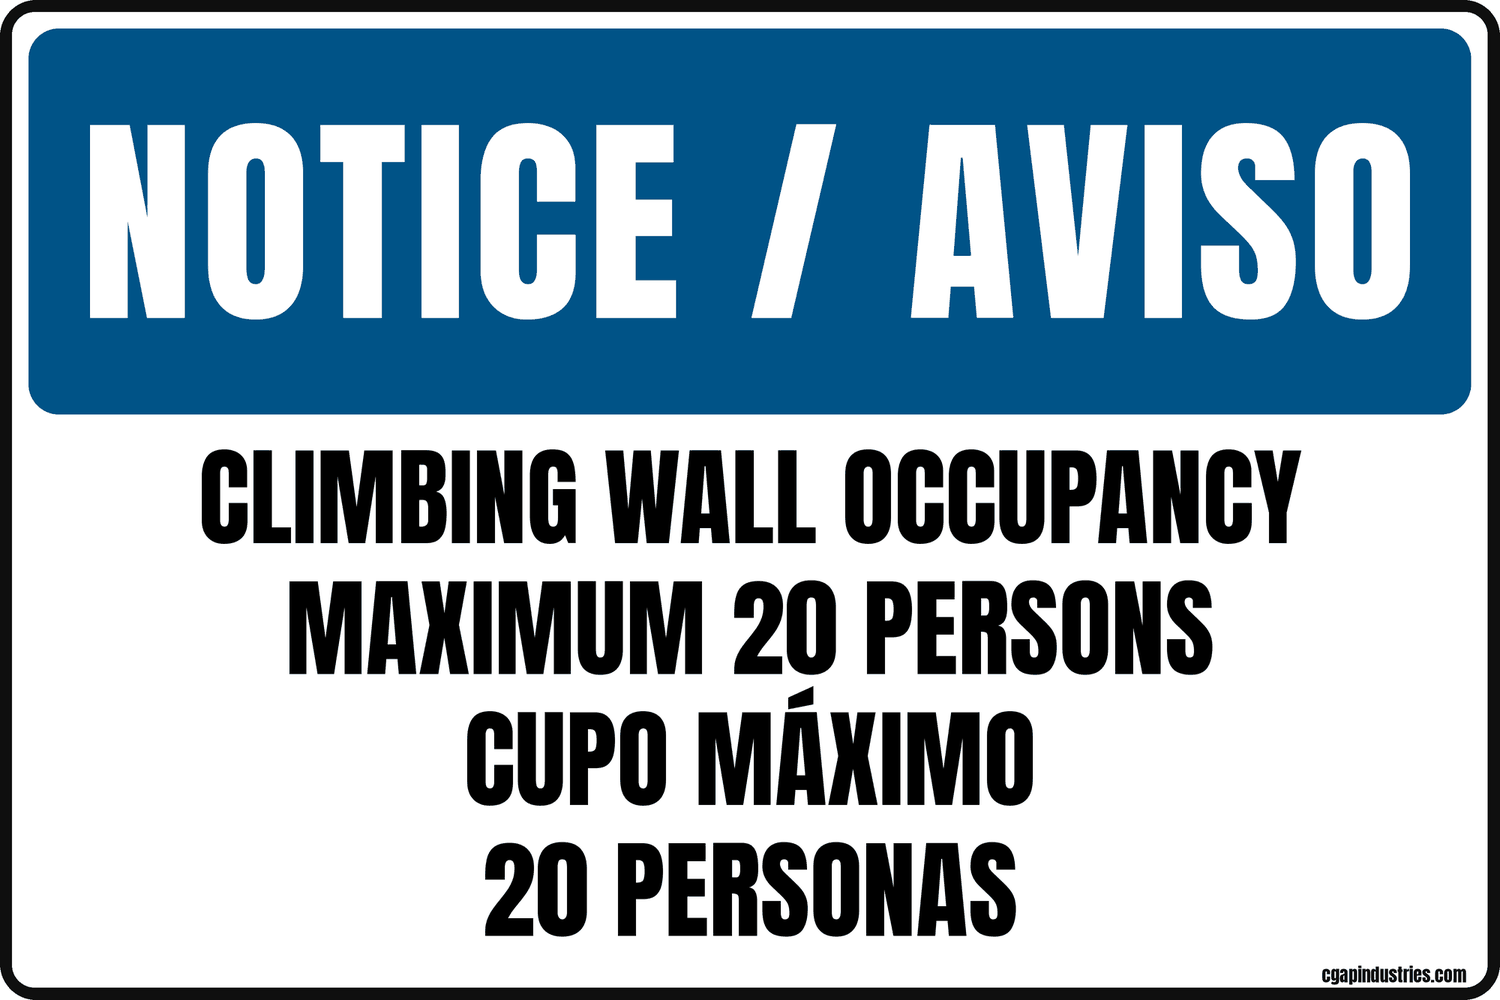 NOTICE / AVISO
CLIMBING WALL OCCUPANCY
MAXIMUM 20 PERSONS
CUPO MÁXIMO
20 PERSONAS
cgapindustries.com